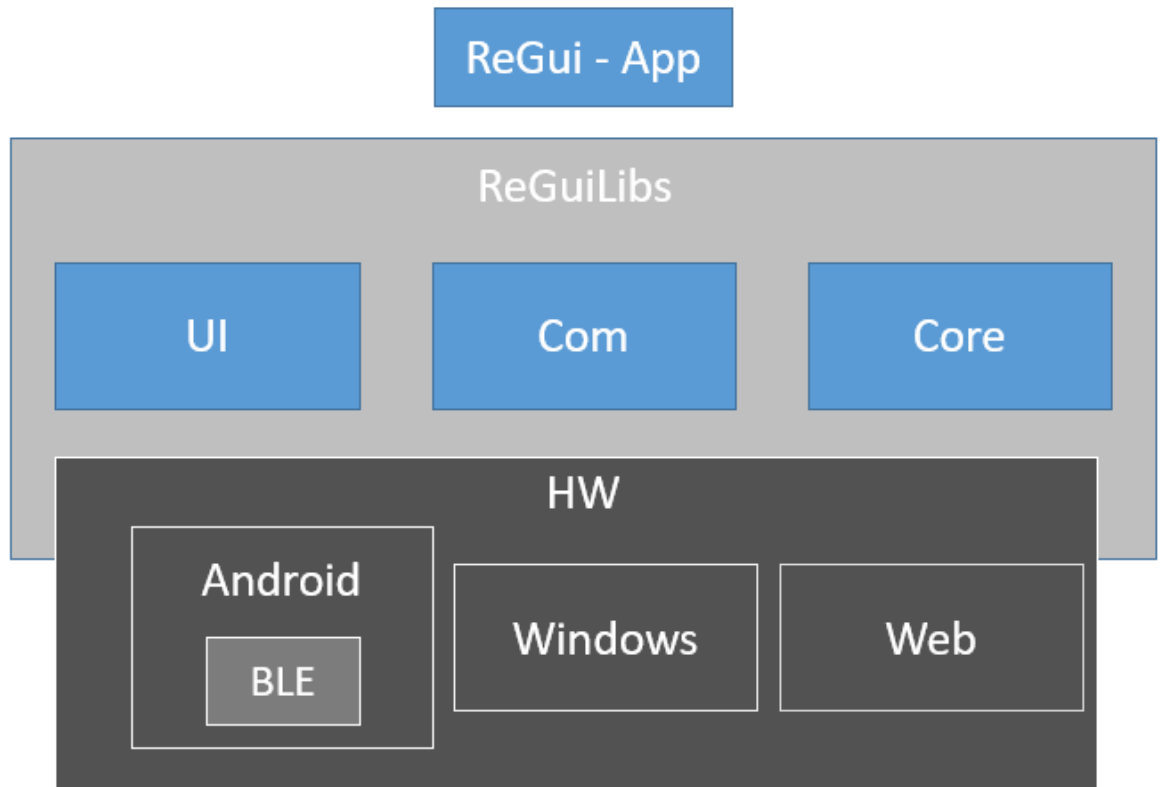 ReGui - App
ReGuiLibs
UI
Com
Core
HW
Android
Windows
Web
BLE